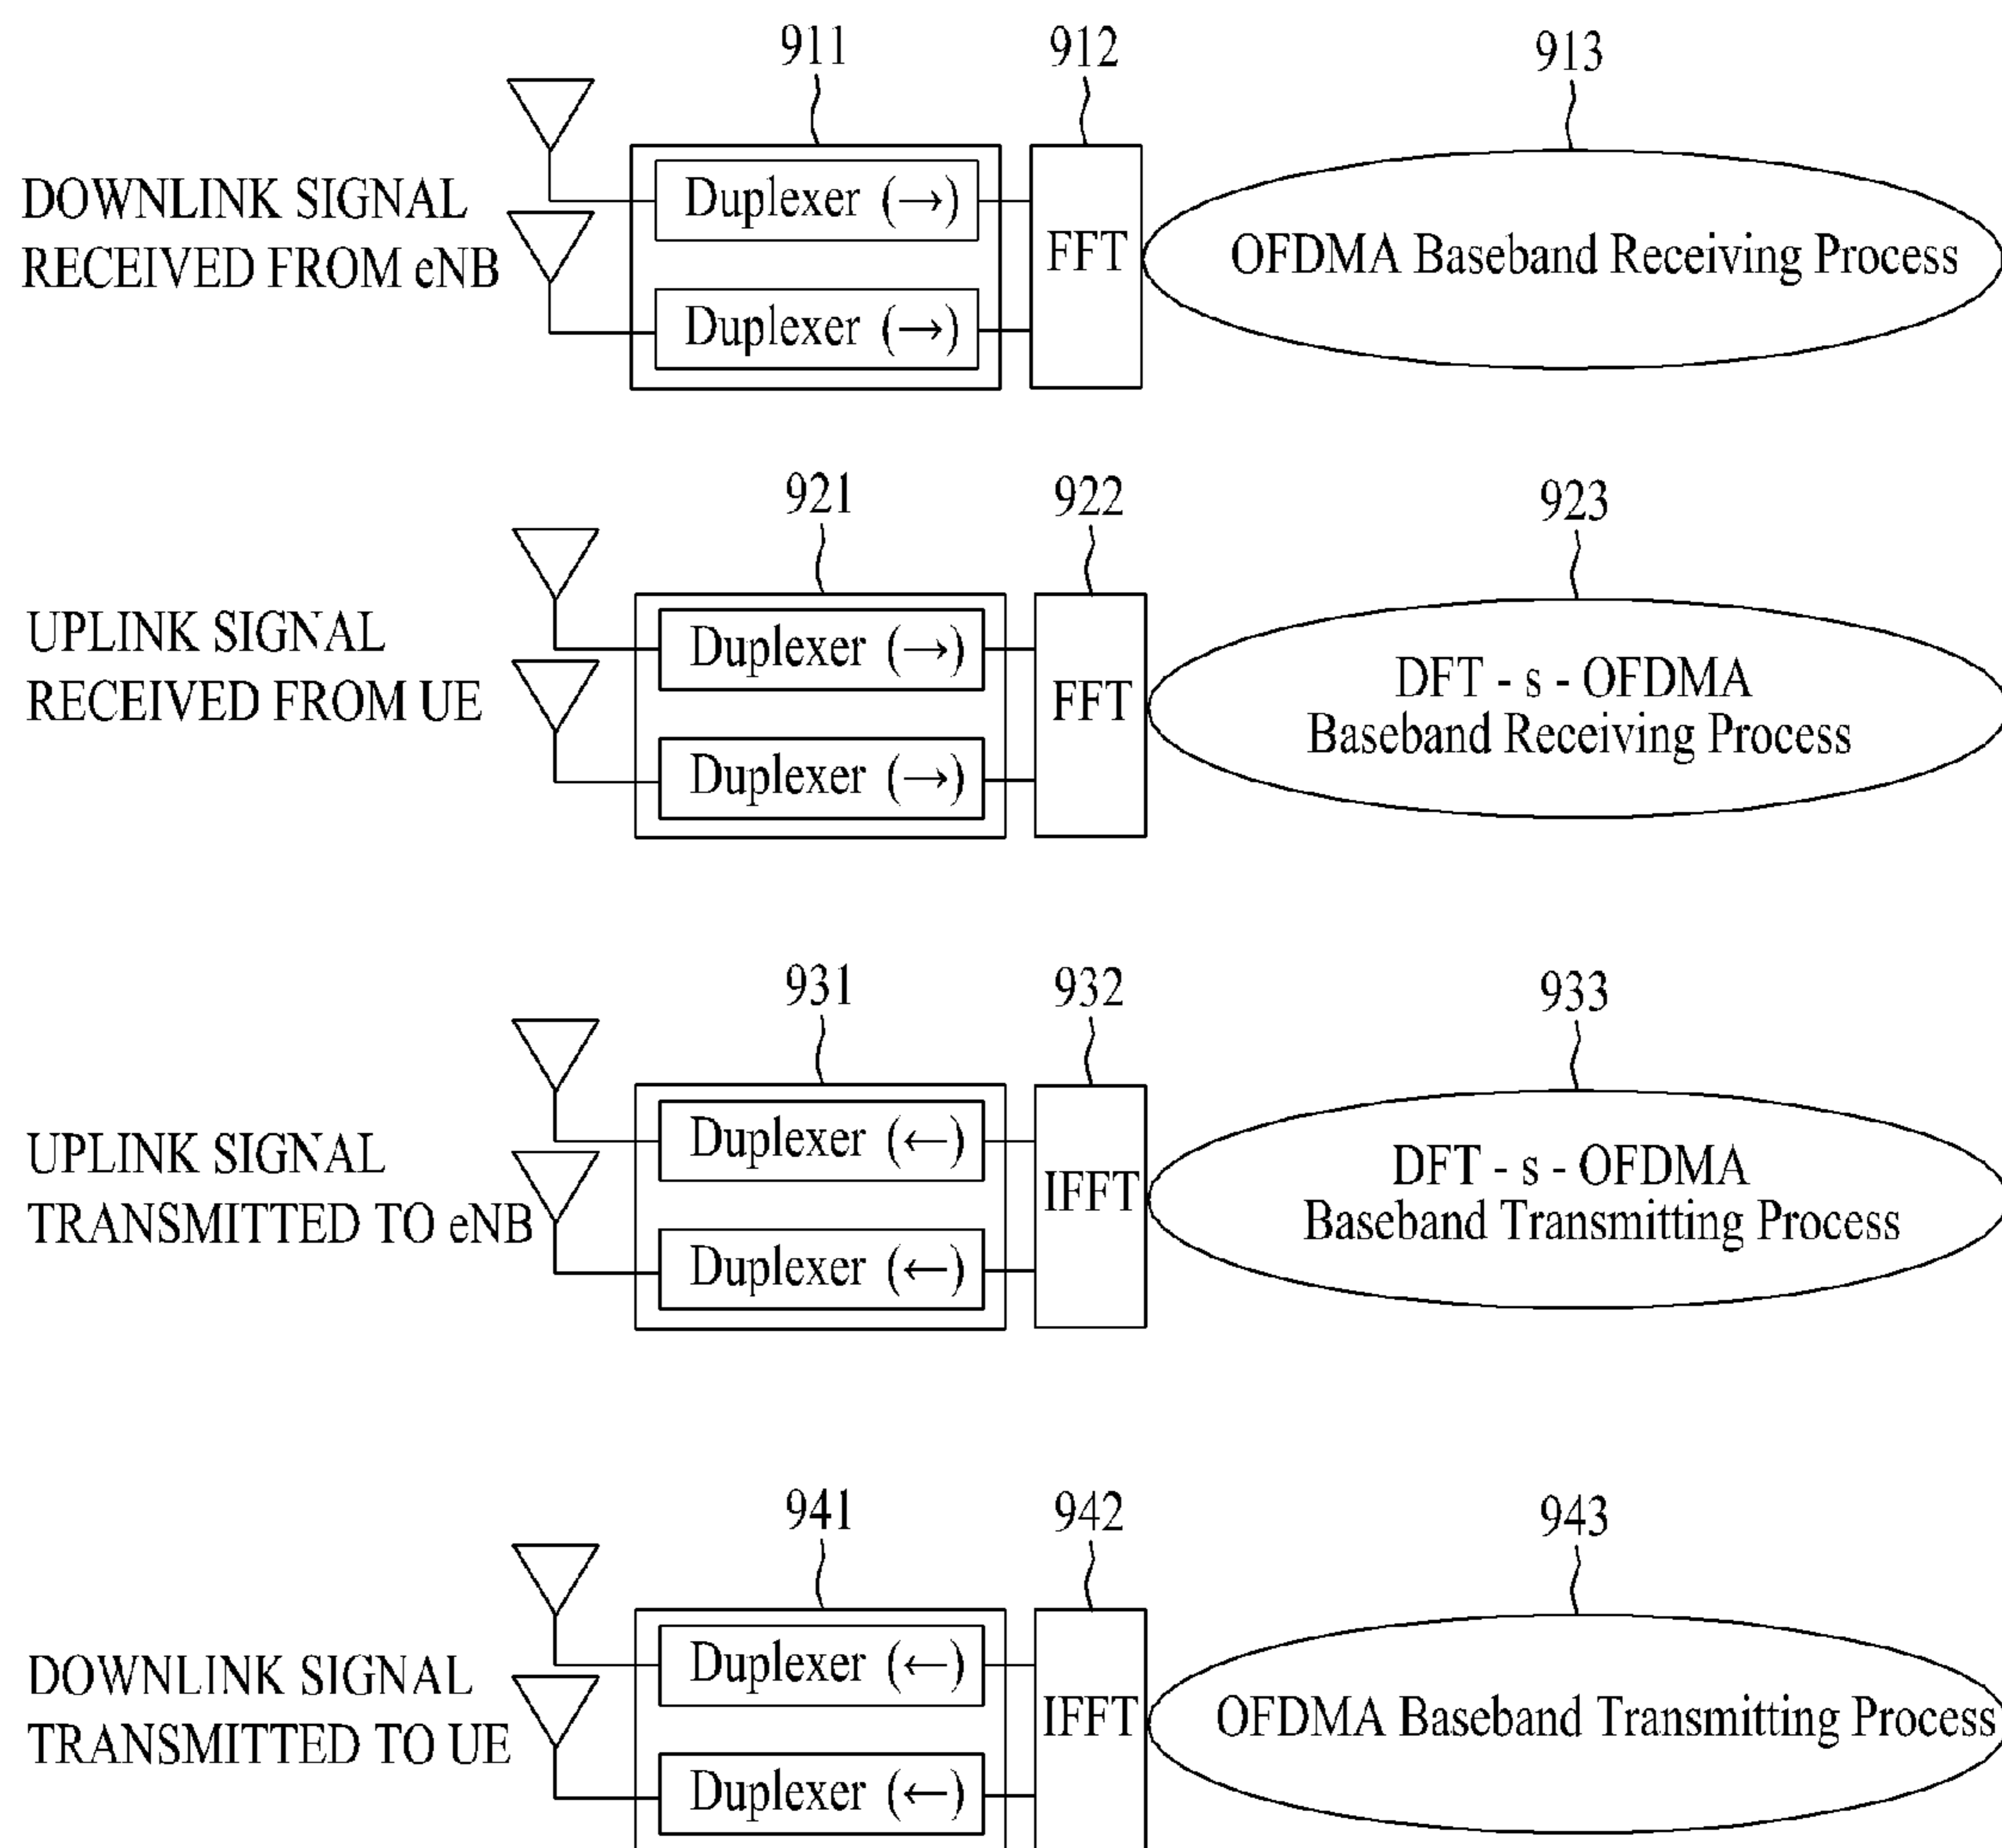 911
912
913
DOWNLINK SIGNAL
RECEIVED FROM eNB
Duplexer (→)
Duplexer (→)
FFT
OFDMA Baseband Receiving Process
921
922
923
UPLINK SIGNAL
RECEIVED FROM UE
Duplexer (→)
Duplexer (→)
FFT
DFT - s - OFDMA
Baseband Receiving Process
931
932
933
UPLINK SIGNAL
TRANSMITTED TO eNB
Duplexer (←)
Duplexer (←)
IFFT
DFT - s - OFDMA
Baseband Transmitting Process
941
942
943
DOWNLINK SIGNAL
TRANSMITTED TO UE
Duplexer (←)
Duplexer (←)
IFFT
OFDMA Baseband Transmitting Process